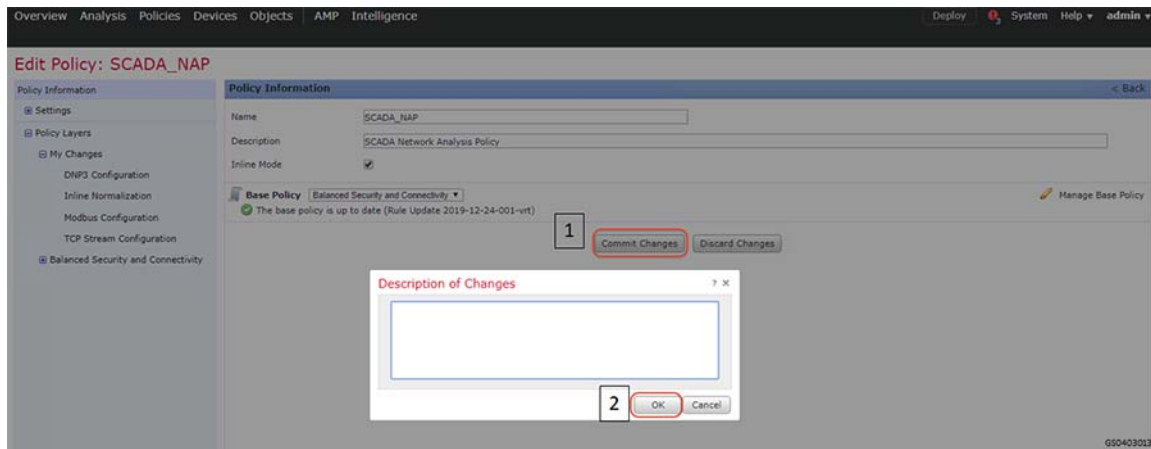 Overview Analysis Policies Devices Objects AMP Intelligence Deploy System Help admin
Edit Policy: SCADA_NAP
Policy Information
Settings
Policy Layers
My Changes
DNP3 Configuration
Inline Normalization
Modbus Configuration
TCP Stream Configuration
Balanced Security and Connectivity
Policy Information < Back
Name SCADA_NAP
Description SCADA Network Analysis Policy
Inline Mode
Base Policy Balanced Security and Connectivity Manage Base Policy
The base policy is up to date (Rule Update 2019-12-24-001-vrt)
1 Commit Changes Discard Changes
Description of Changes ? X
2 OK Cancel
GS0403013